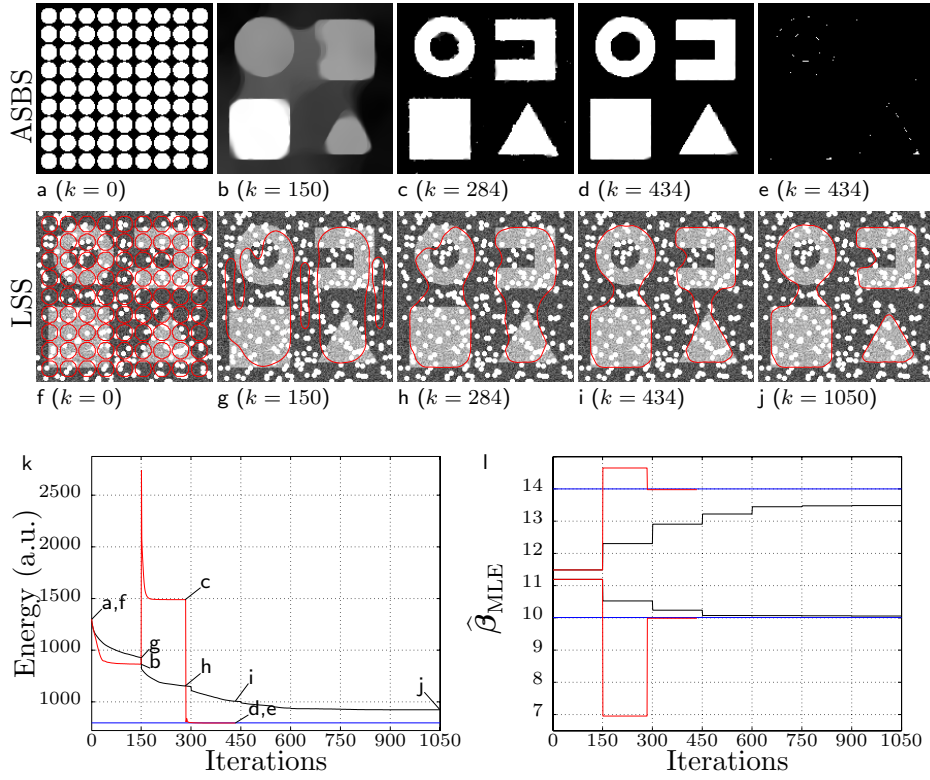 ASBS
a (k = 0)
b (k = 150)
c (k = 284)
d (k = 434)
e (k = 434)
LSS
f (k = 0)
g (k = 150)
h (k = 284)
i (k = 434)
j (k = 1050)
k
Energy (a.u.)
2500
2000
1500
1000
1000
a,f
g
b
c
h
i
d,e
j
0 150 300 450 600 750 900 1050
Iterations
l
β̂MLE
14
13
12
11
10
9
8
7
0 150 300 450 600 750 900 1050
Iterations